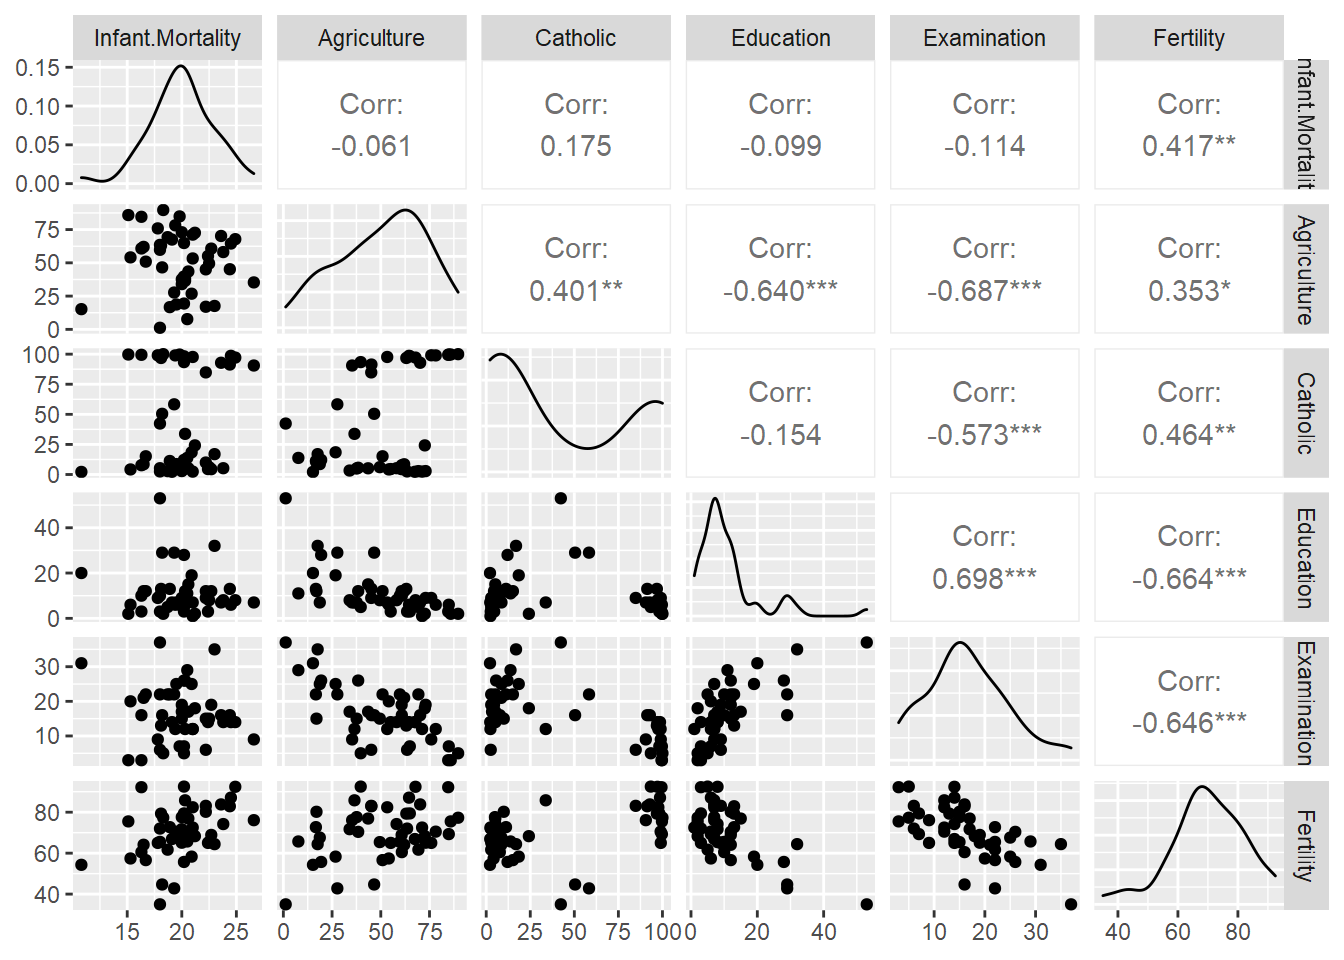 Infant.Mortality Agriculture Catholic Education Examination Fertility
0.15
0.10
0.05
0.00
Corr:
-0.061
Corr:
0.175
Corr:
-0.099
Corr:
-0.114
Corr:
0.417**
nfant.Mortalit
75
50
25
0
Corr:
0.401**
Corr:
-0.640***
Corr:
-0.687***
Corr:
0.353*
Agriculture
100
75
50
25
0
Corr:
-0.154
Corr:
-0.573***
Corr:
0.464**
Catholic
40
20
0
Corr:
0.698***
Corr:
-0.664***
Education
30
20
10
Corr:
-0.646***
Examination
80
60
40
Fertility
15 20 25 0 25 50 75 0 25 50 75 100 0 20 40 10 20 30 40 60 80